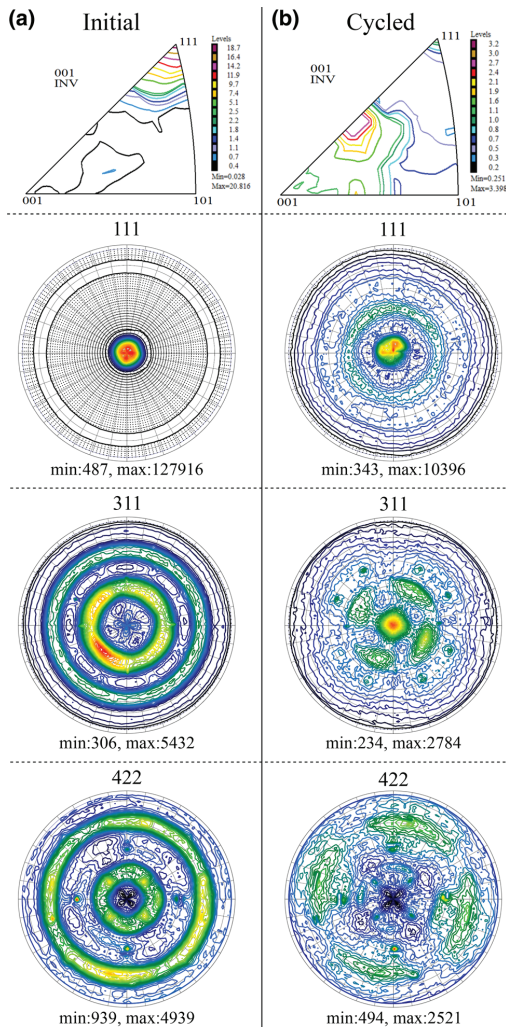 (a) Initial
Levels
18.7
16.4
14.2
11.9
9.7
7.4
5.1
2.5
2.2
1.8
1.4
1.1
0.7
0.4
Min=0.028
Max=20.816
111
001
INV
001
101
111
min:487, max:127916
311
min:306, max:5432
422
min:939, max:4939
(b) Cycled
Levels
3.2
3.0
2.7
2.4
2.1
1.9
1.6
1.4
1.0
0.8
0.7
0.5
0.3
0.2
Min=0.251
Max=3.398
111
001
INV
001
101
111
min:343, max:10396
311
min:234, max:2784
422
min:494, max:2521